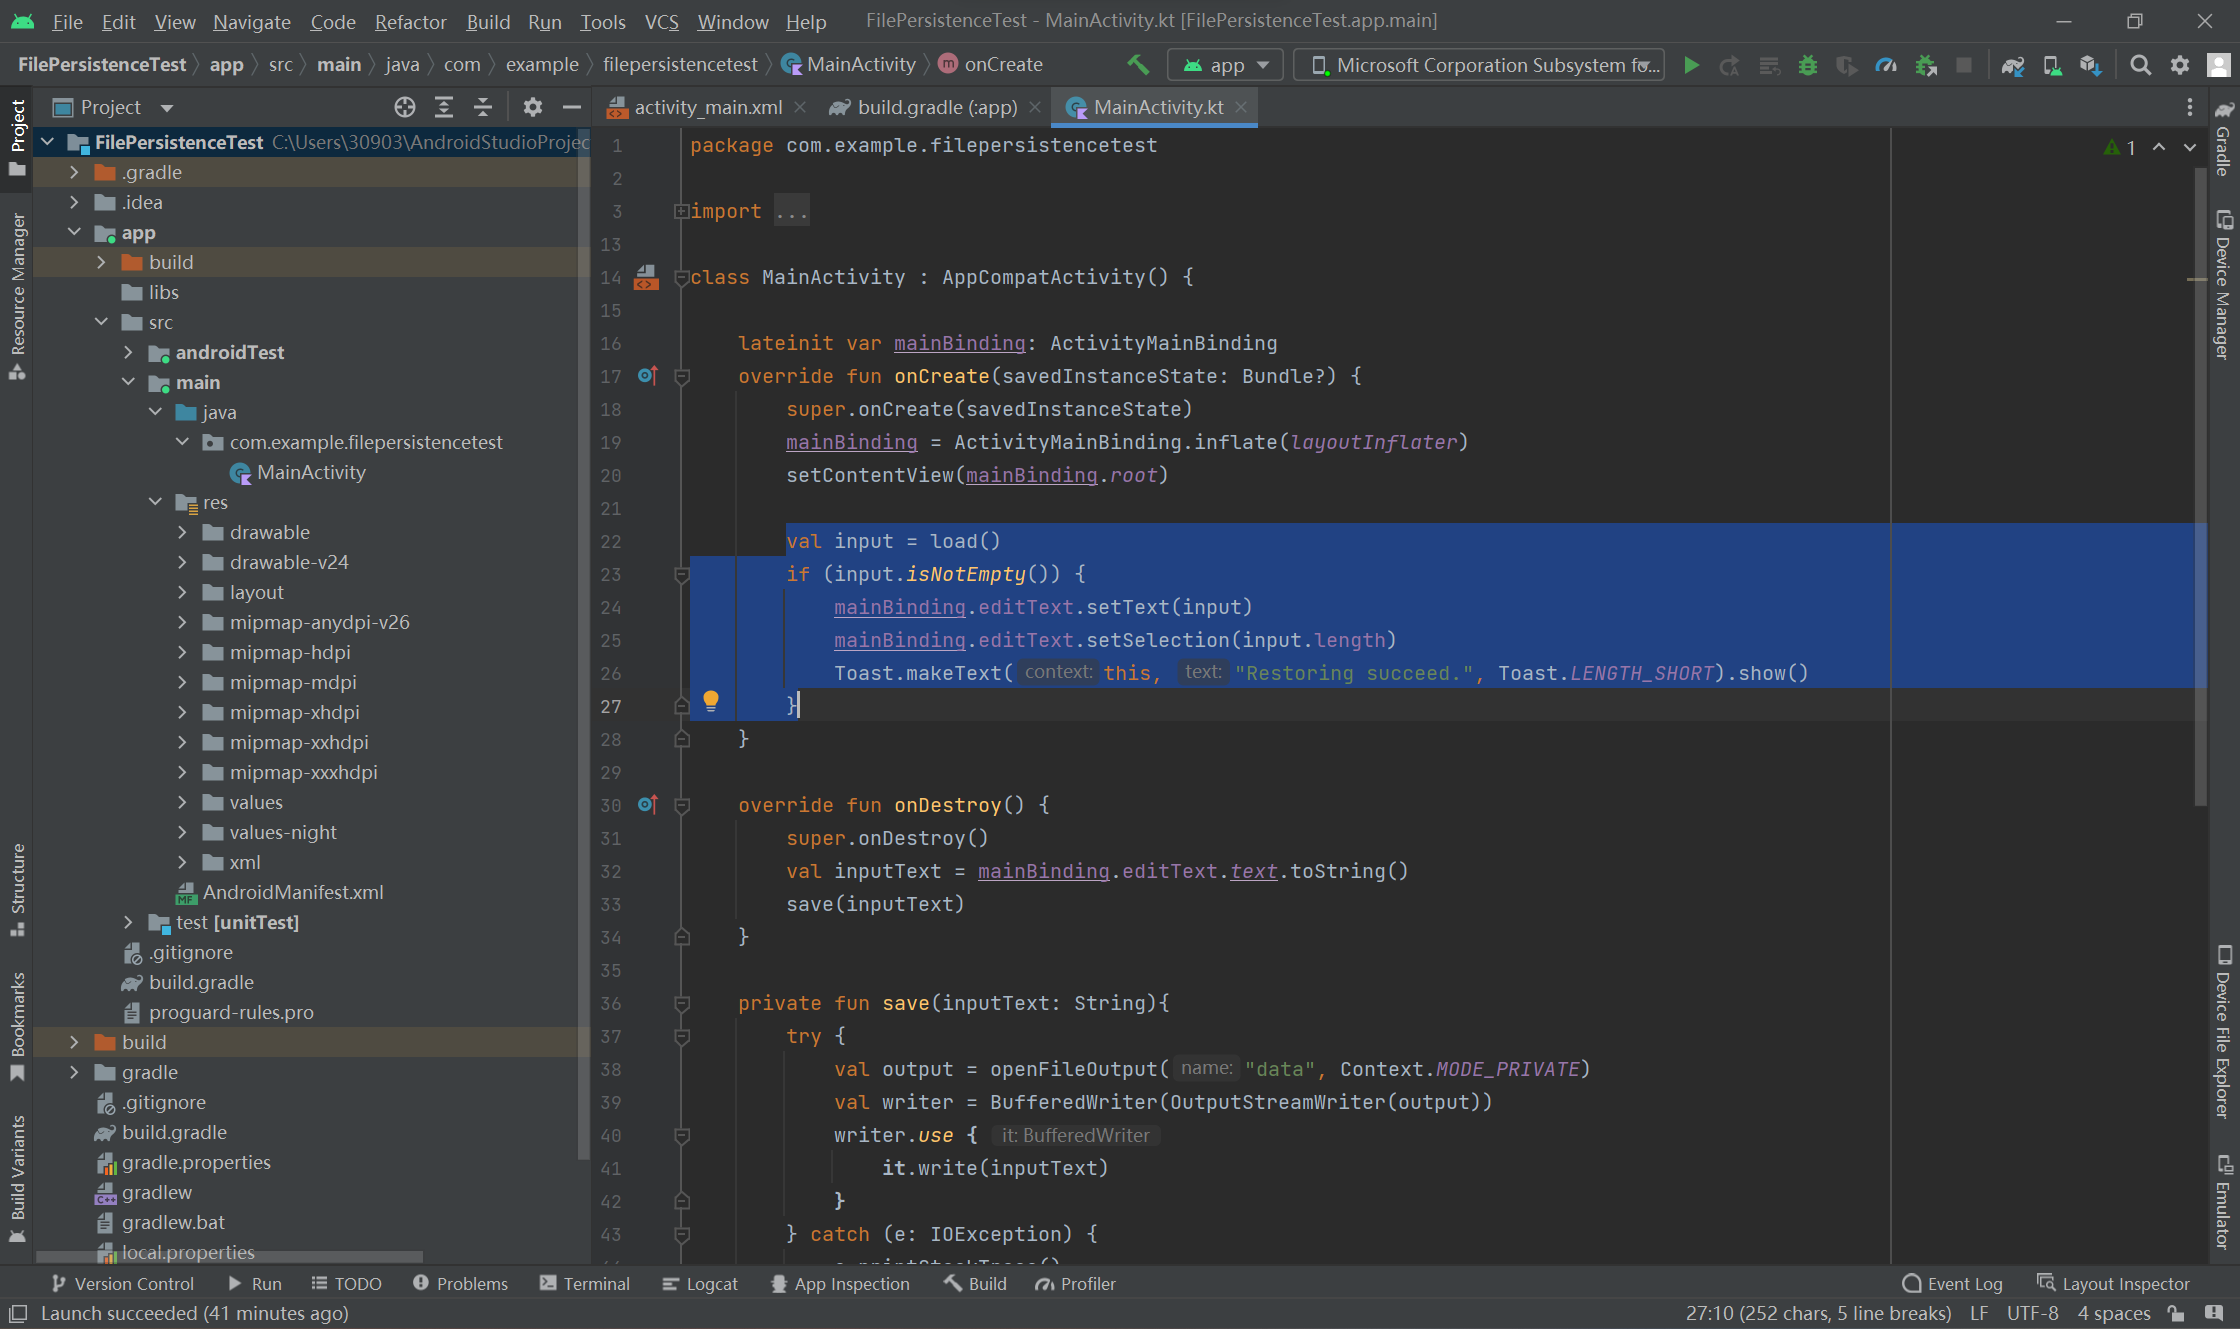 File Edit View Navigate Code Refactor Build Run Tools VCS Window Help FilePersistenceTest - MainActivity.kt [FilePersistenceTest.app.main]
FilePersistenceTest app src main java com example filepersistencetest MainActivity onCreate app Microsoft Corporation Subsystem fo...
Project
activity_main.xml build.gradle (:app) MainActivity.kt
Project
Resource Manager
Structure
Bookmarks
Build Variants
FilePersistenceTest C:\Users\30903\AndroidStudioProjec
.gradle
.idea
app
build
libs
src
androidTest
main
java
com.example.filepersistencetest
MainActivity
res
drawable
drawable-v24
layout
mipmap-anydpi-v26
mipmap-hdpi
mipmap-mdpi
mipmap-xhdpi
mipmap-xxhdpi
mipmap-xxxhdpi
values
values-night
xml
AndroidManifest.xml
test [unitTest]
.gitignore
build.gradle
proguard-rules.pro
build
gradle
.gitignore
build.gradle
gradle.properties
gradlew
gradlew.bat
local.properties
1 package com.example.filepersistencetest
2
3 import ...
13
14 class MainActivity : AppCompatActivity() {
15
16 lateinit var mainBinding: ActivityMainBinding
17 override fun onCreate(savedInstanceState: Bundle?) {
18 super.onCreate(savedInstanceState)
19 mainBinding = ActivityMainBinding.inflate(layoutInflater)
20 setContentView(mainBinding.root)
21
22 val input = load()
23 if (input.isNotEmpty()) {
24 mainBinding.editText.setText(input)
25 mainBinding.editText.setSelection(input.length)
26 Toast.makeText( context: this, text: "Restoring succeed.", Toast.LENGTH_SHORT).show()
27 }
28 }
29
30 override fun onDestroy() {
31 super.onDestroy()
32 val inputText = mainBinding.editText.text.toString()
33 save(inputText)
34 }
35
36 private fun save(inputText: String){
37 try {
38 val output = openFileOutput( name: "data", Context.MODE_PRIVATE)
39 val writer = BufferedWriter(OutputStreamWriter(output))
40 writer.use { it: BufferedWriter
41 it.write(inputText)
42 }
43 } catch (e: IOException) {
1
Gradle
Device Manager
Device File Explorer
Emulator
Version Control Run TODO Problems Terminal Logcat App Inspection Build Profiler Event Log Layout Inspector
Launch succeeded (41 minutes ago) 27:10 (252 chars, 5 line breaks) LF UTF-8 4 spaces